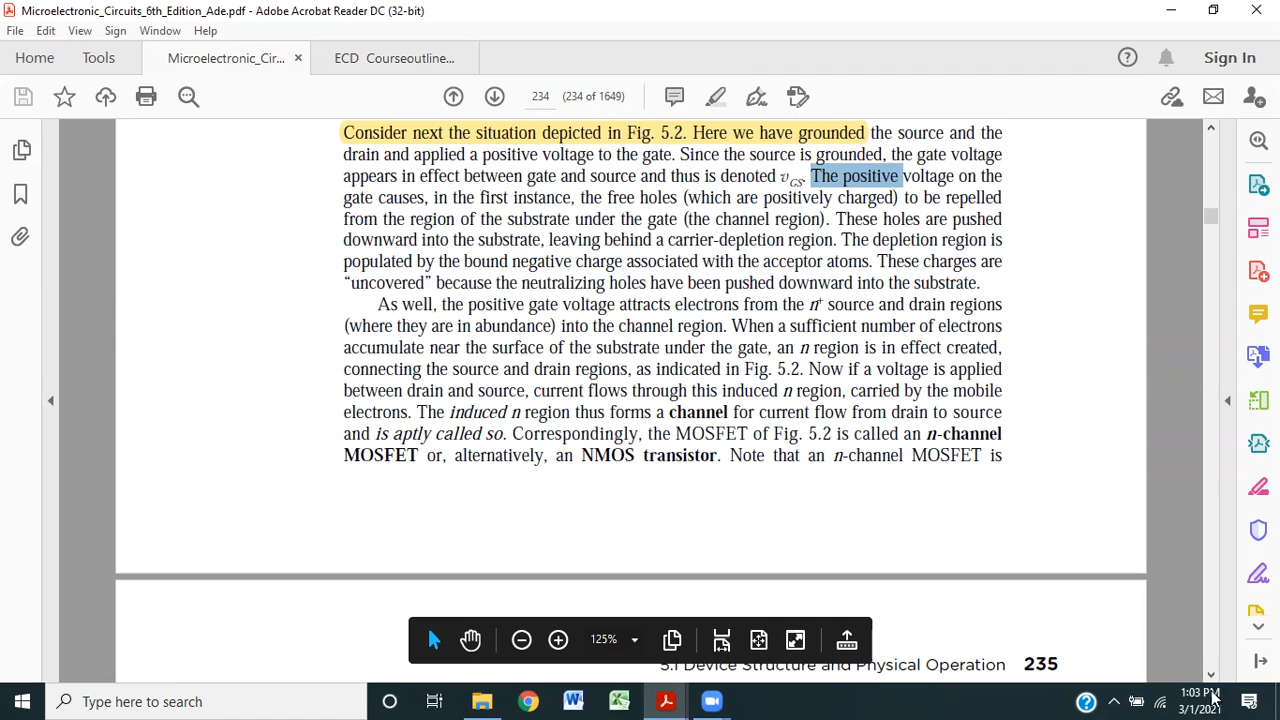 Microelectronic_Circuits_6th_Edition_Ade.pdf - Adobe Acrobat Reader DC (32-bit)
File Edit View Sign Window Help
Home Tools Microelectronic_Cir... × ECD Courseoutline... Sign In
234 (234 of 1649)
Consider next the situation depicted in Fig. 5.2. Here we have grounded the source and the
drain and applied a positive voltage to the gate. Since the source is grounded, the gate voltage
appears in effect between gate and source and thus is denoted vGS. The positive voltage on the
gate causes, in the first instance, the free holes (which are positively charged) to be repelled
from the region of the substrate under the gate (the channel region). These holes are pushed
downward into the substrate, leaving behind a carrier-depletion region. The depletion region is
populated by the bound negative charge associated with the acceptor atoms. These charges are
“uncovered” because the neutralizing holes have been pushed downward into the substrate.
As well, the positive gate voltage attracts electrons from the n+ source and drain regions
(where they are in abundance) into the channel region. When a sufficient number of electrons
accumulate near the surface of the substrate under the gate, an n region is in effect created,
connecting the source and drain regions, as indicated in Fig. 5.2. Now if a voltage is applied
between drain and source, current flows through this induced n region, carried by the mobile
electrons. The induced n region thus forms a channel for current flow from drain to source
and is aptly called so. Correspondingly, the MOSFET of Fig. 5.2 is called an n-channel
MOSFET or, alternatively, an NMOS transistor. Note that an n-channel MOSFET is
125%
5.1 Device Structure and Physical Operation 235
Type here to search
1:03 PM
3/1/2021